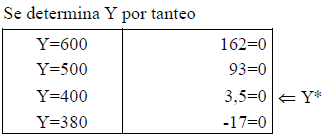 Se determina Y por tanteo
Y=600 162=0
Y=500 93=0
Y=400 3,5=0 ⇐ Y*
Y=380 -17=0